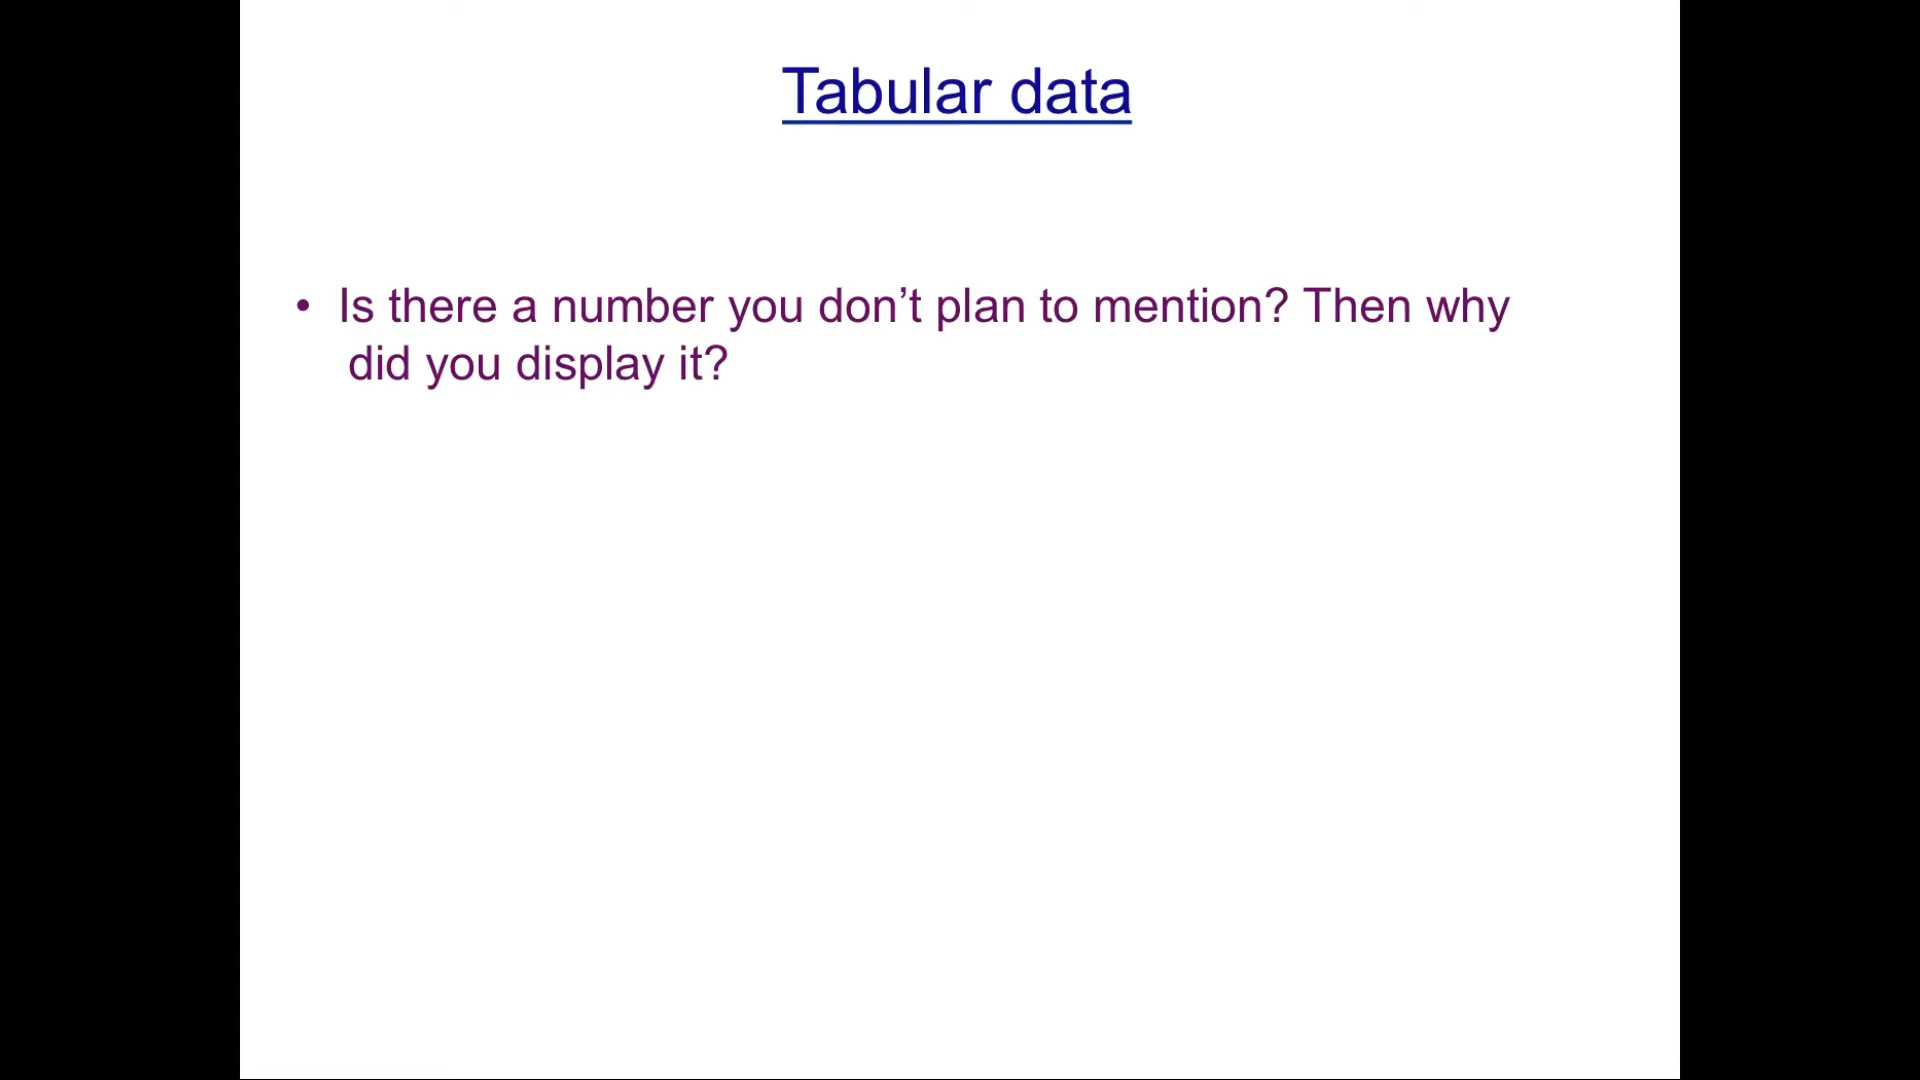 Tabular data
• Is there a number you don’t plan to mention? Then why
did you display it?